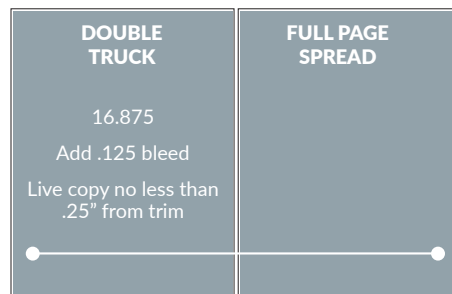 DOUBLE
TRUCK
16.875
Add .125 bleed
Live copy no less than
.25” from trim
FULL PAGE
SPREAD